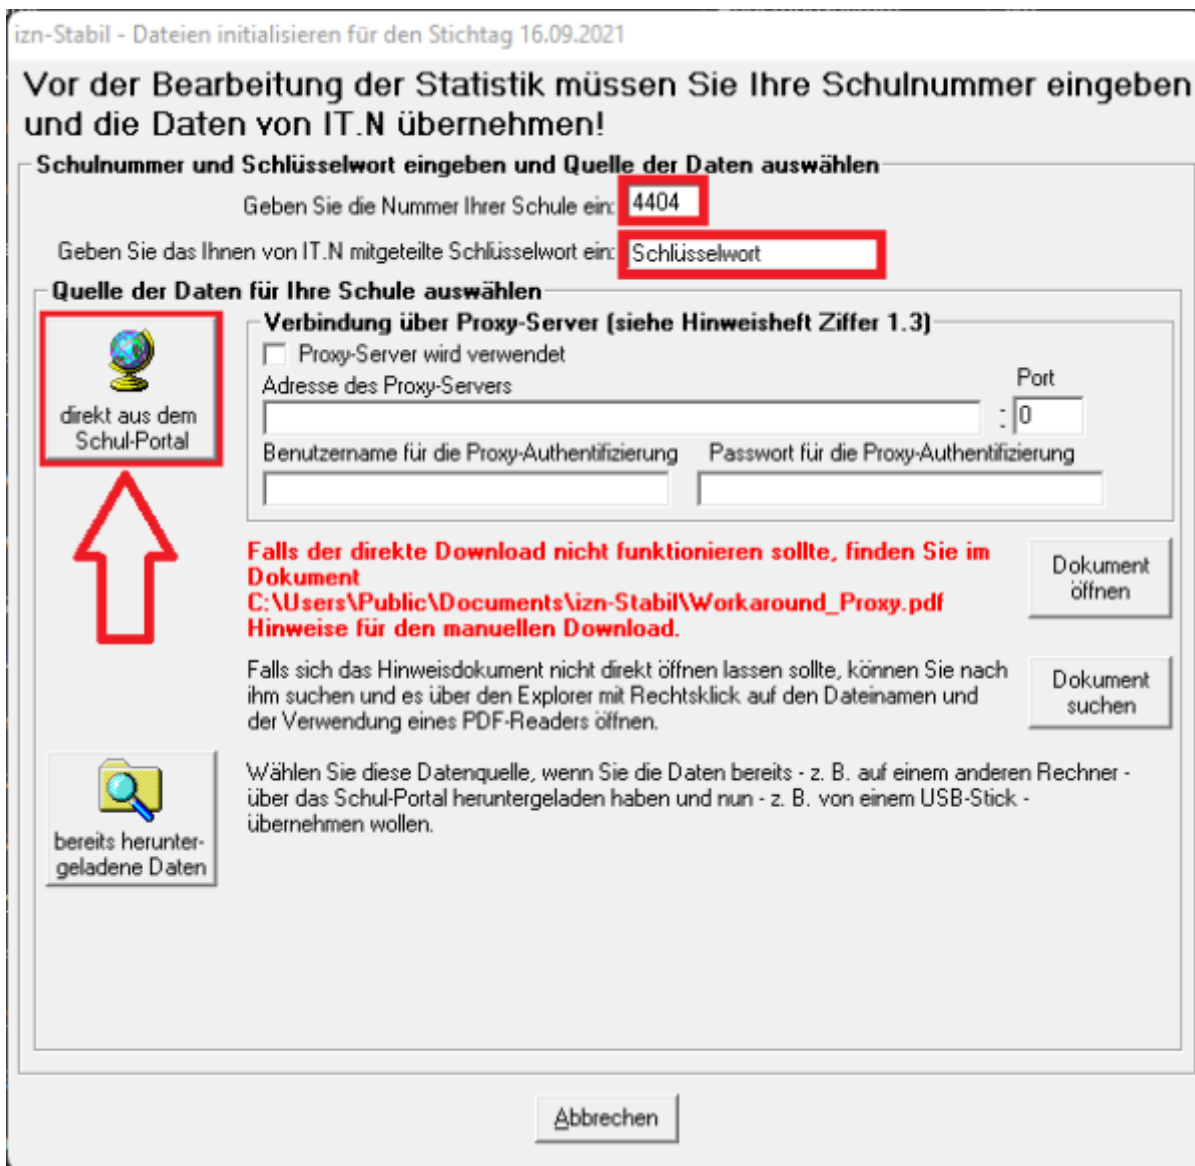 izn-Stabil - Dateien initialisieren für den Stichtag 16.09.2021
Vor der Bearbeitung der Statistik müssen Sie Ihre Schulnummer eingeben
und die Daten von IT.N übernehmen!
Schulnummer und Schlüsselwort eingeben und Quelle der Daten auswählen
Geben Sie die Nummer Ihrer Schule ein: 4404
Geben Sie das Ihnen von IT.N mitgeteilte Schlüsselwort ein: Schlüsselwort
Quelle der Daten für Ihre Schule auswählen
direkt aus dem
Schul-Portal
Verbindung über Proxy-Server (siehe Hinweisheft Ziffer 1.3)
Proxy-Server wird verwendet
Adresse des Proxy-Servers
Port
: 0
Benutzername für die Proxy-Authentifizierung
Passwort für die Proxy-Authentifizierung
Falls der direkte Download nicht funktionieren sollte, finden Sie im
Dokument
C:\Users\Public\Documents\izn-Stabil\Workaround_Proxy.pdf
Hinweise für den manuellen Download.
Dokument
öffnen
Falls sich das Hinweisdokument nicht direkt öffnen lassen sollte, können Sie nach
ihm suchen und es über den Explorer mit Rechtsklick auf den Dateinamen und
der Verwendung eines PDF-Readers öffnen.
Dokument
suchen
bereits herunter-
geladene Daten
Wählen Sie diese Datenquelle, wenn Sie die Daten bereits - z. B. auf einem anderen Rechner -
über das Schul-Portal heruntergeladen haben und nun - z. B. von einem USB-Stick -
übernehmen wollen.
Abbrechen